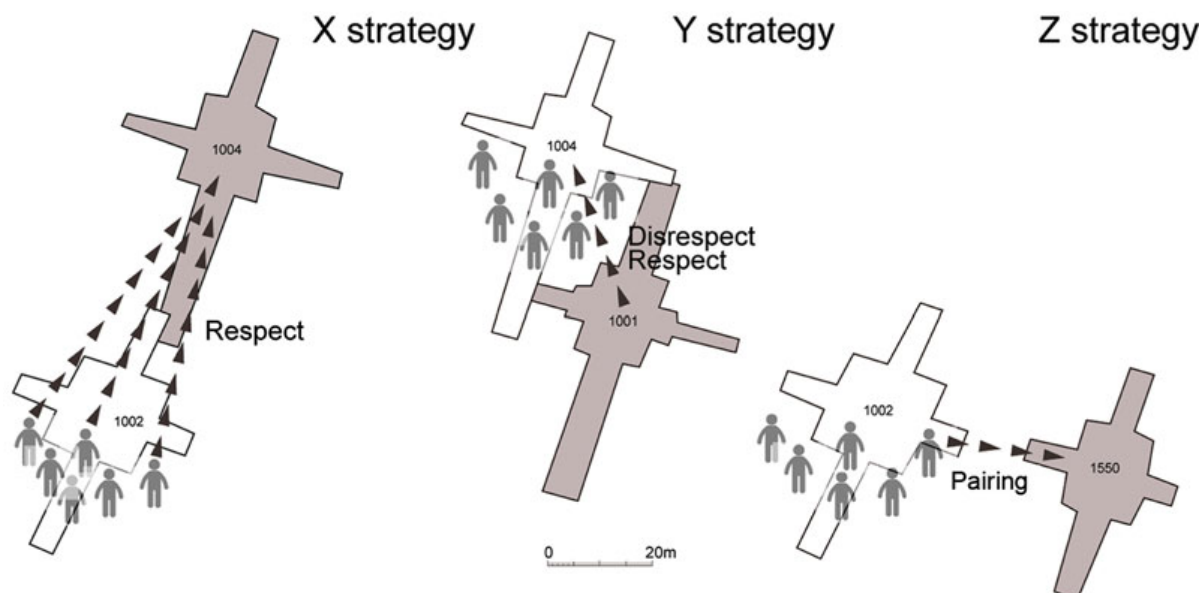 X strategy
Y strategy
Z strategy
1004
1004
Disrespect
Respect
1001
Respect
1002
1002
Pairing
1550
0 20m